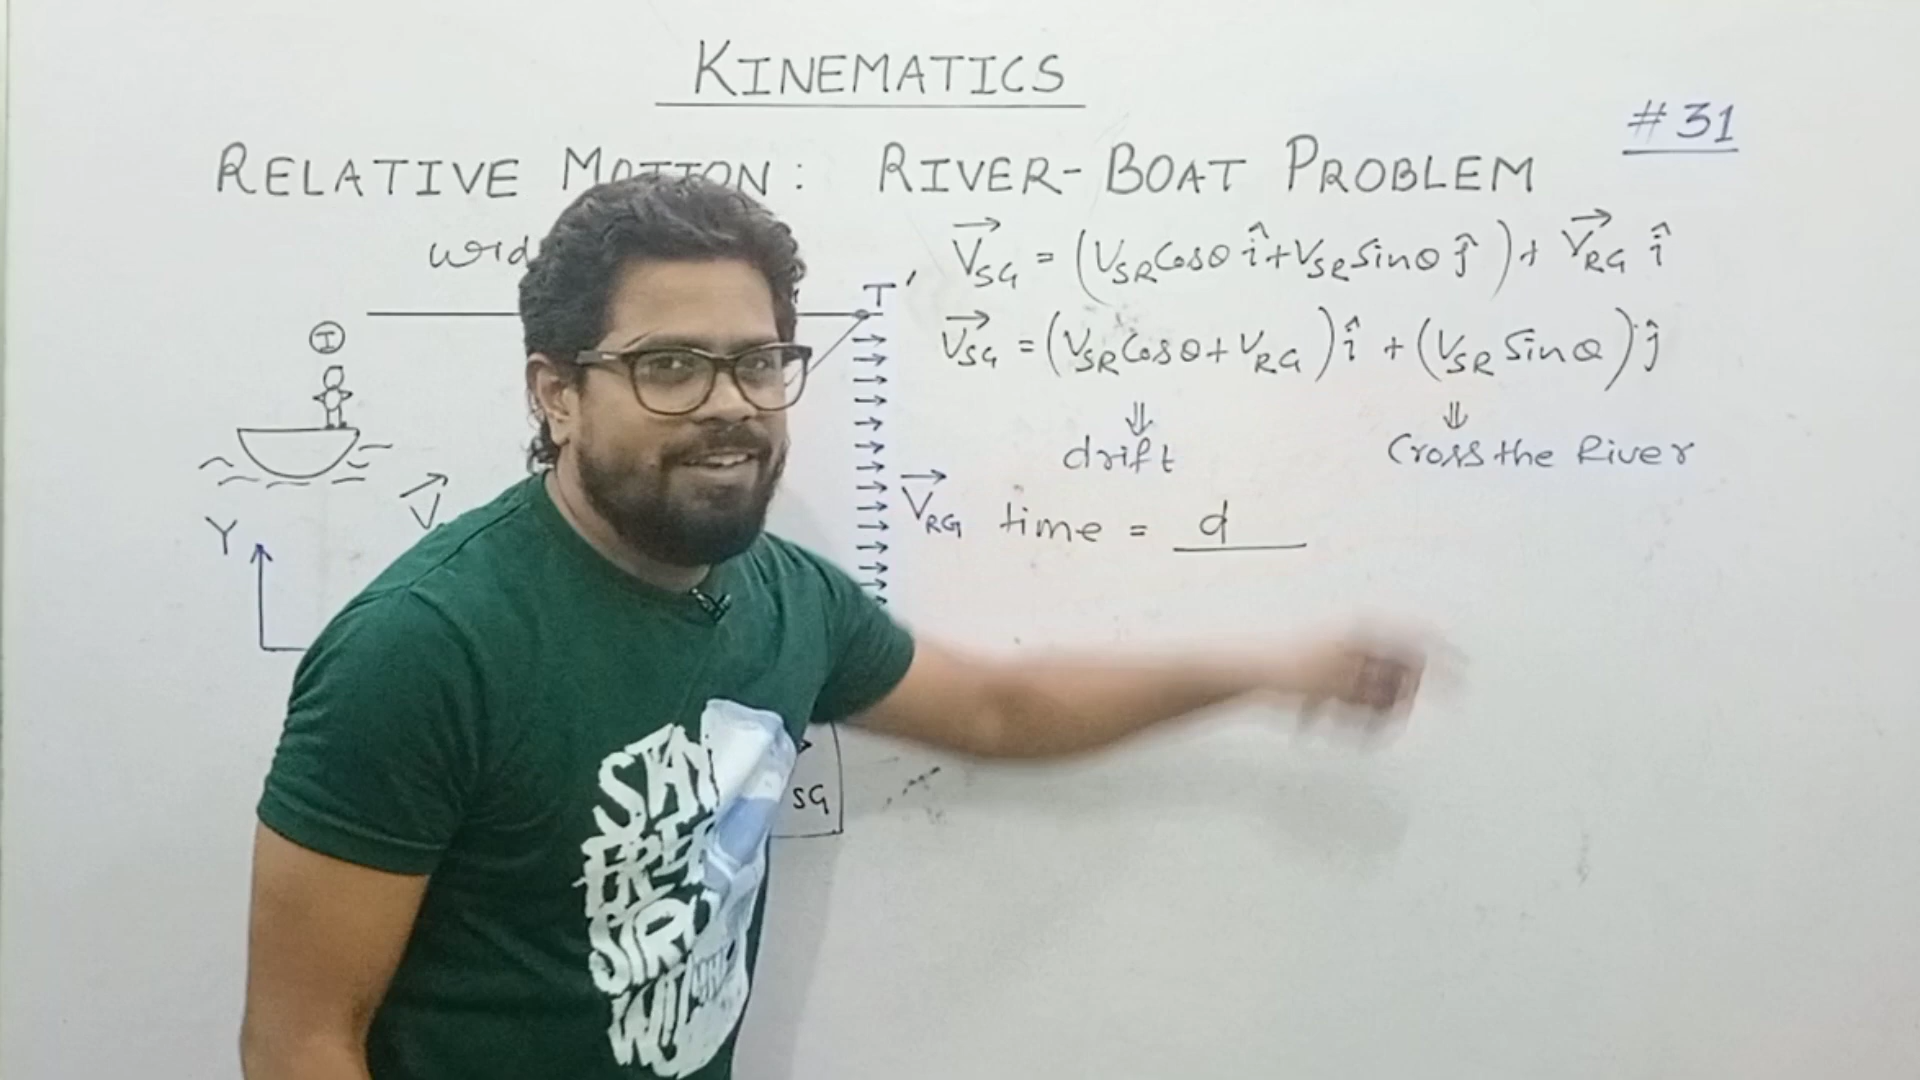 KINEMATICS
#31
RELATIVE MOTION: RIVER-BOAT PROBLEM
T'
I
Y
V
V⃗RG
SG
V⃗SG = (VSR Cosθ î + VSR Sinθ ĵ) + V⃗RG î
V⃗SG = (VSR Cosθ + VRG) î + (VSR Sinθ) ĵ
⇓ ⇓
drift Cross the River
time = d
STAY